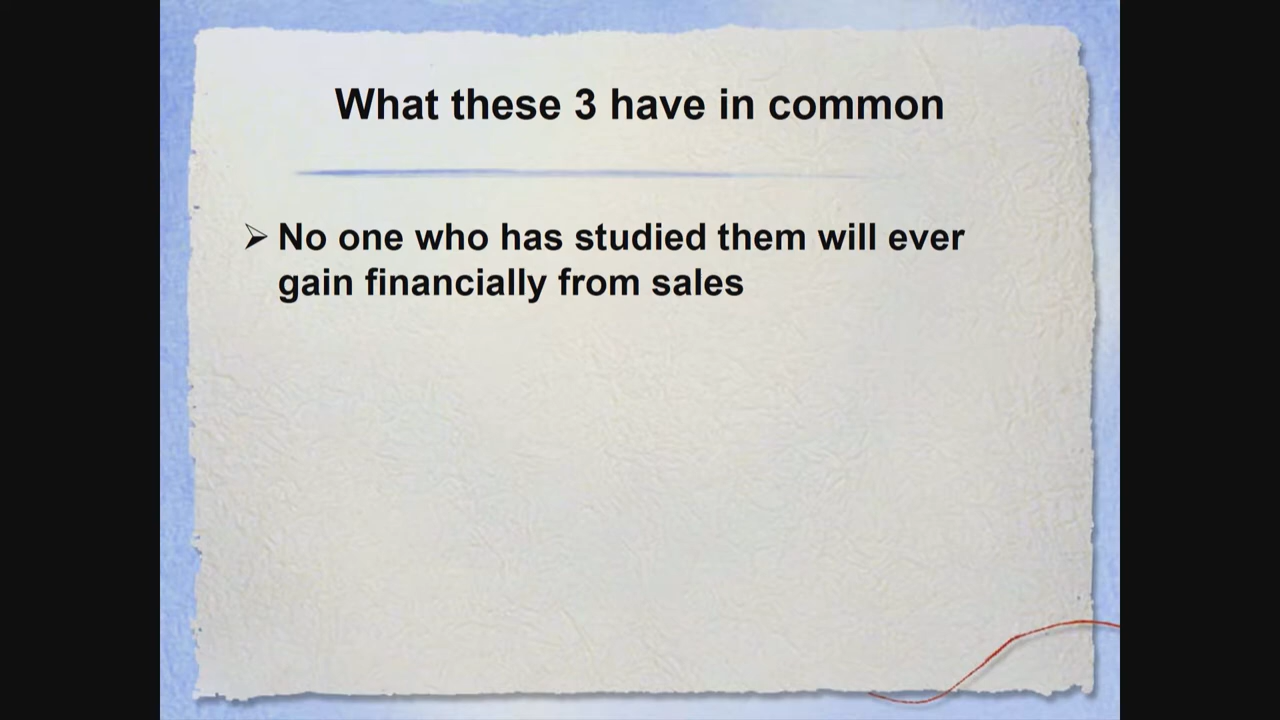 What these 3 have in common
➢ No one who has studied them will ever
gain financially from sales